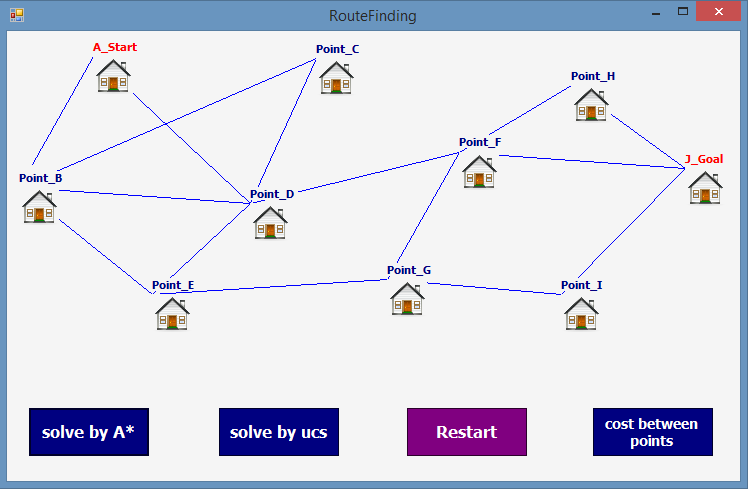 RouteFinding
A_Start
Point_C
Point_H
Point_F
J_Goal
Point_B
Point_D
Point_G
Point_E
Point_I
solve by A*
solve by ucs
Restart
cost between
points